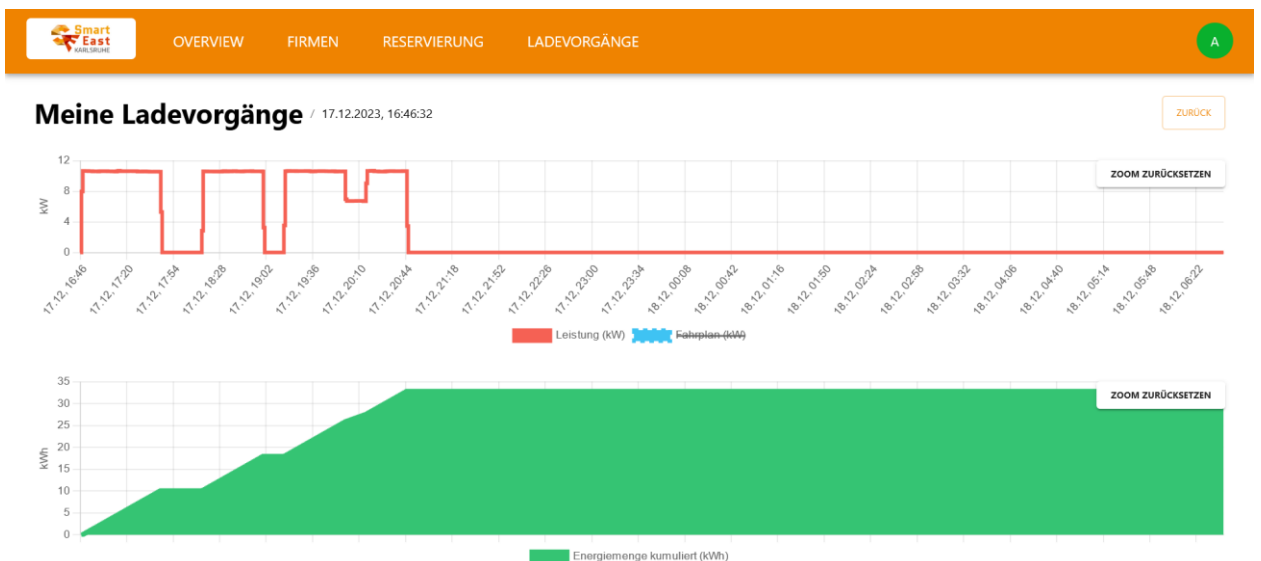 Smart
East
KARLSRUHE
OVERVIEW FIRMEN RESERVIERUNG LADEVORGÄNGE
A
Meine Ladevorgänge / 17.12.2023, 16:46:32
ZURÜCK
ZOOM ZURÜCKSETZEN
kW
12
8
4
0
17.12, 16:46
17.12, 17:20
17.12, 17:54
17.12, 18:28
17.12, 19:02
17.12, 19:36
17.12, 20:10
17.12, 20:44
17.12, 21:18
17.12, 21:52
17.12, 22:26
17.12, 23:00
17.12, 23:34
18.12, 00:08
18.12, 00:42
18.12, 01:16
18.12, 01:50
18.12, 02:24
18.12, 02:58
18.12, 03:32
18.12, 04:06
18.12, 04:40
18.12, 05:14
18.12, 05:48
18.12, 06:22
Leistung (kW) Fahrplan (kW)
ZOOM ZURÜCKSETZEN
kWh
35
30
25
20
15
10
5
0
Energiemenge kumuliert (kWh)